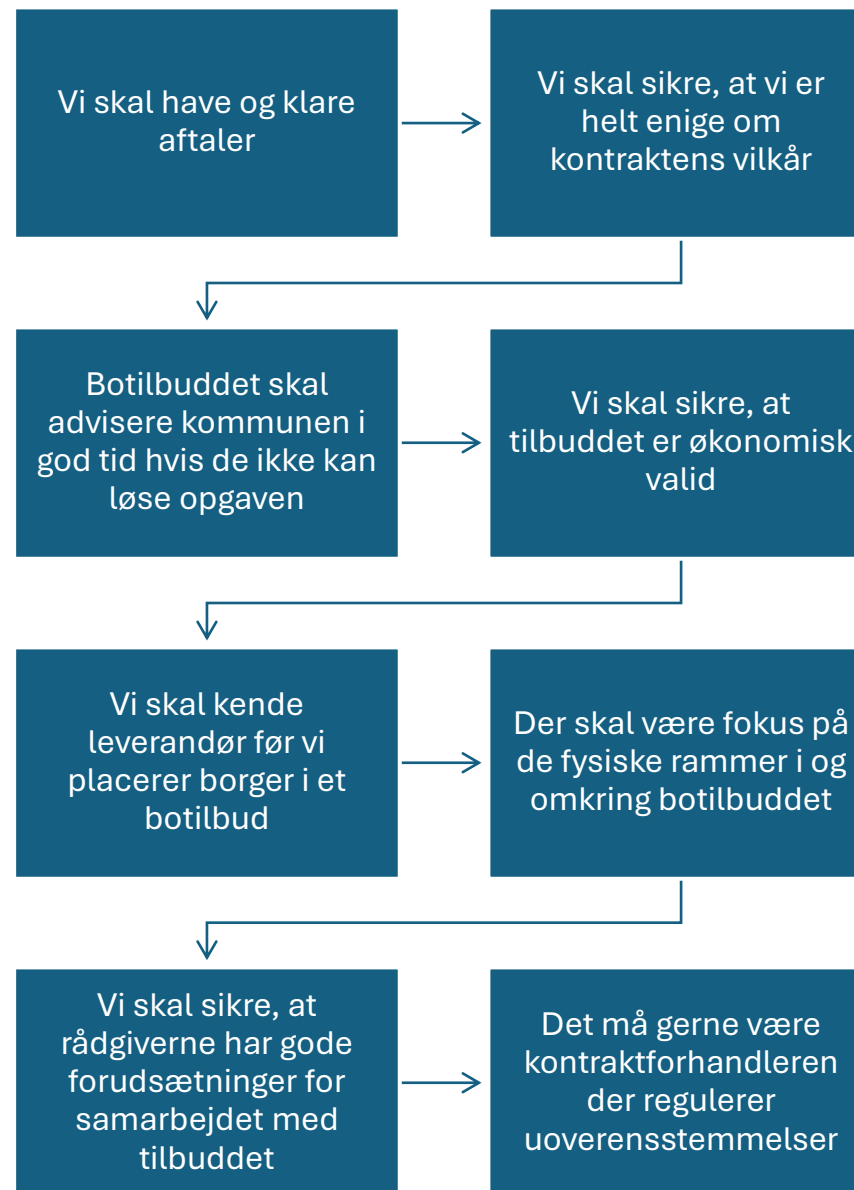 Vi skal have og klare
aftaler
Vi skal sikre, at vi er
helt enige om
kontraktens vilkår
Botilbuddet skal
advisere kommunen i
god tid hvis de ikke kan
løse opgaven
Vi skal sikre, at
tilbuddet er økonomisk
valid
Vi skal kende
leverandør før vi
placerer borger i et
botilbud
Der skal være fokus på
de fysiske rammer i og
omkring botilbuddet
Vi skal sikre, at
rådgiverne har gode
forudsætninger for
samarbejdet med
tilbuddet
Det må gerne være
kontraktforhandleren
der regulerer
uoverensstemmelser